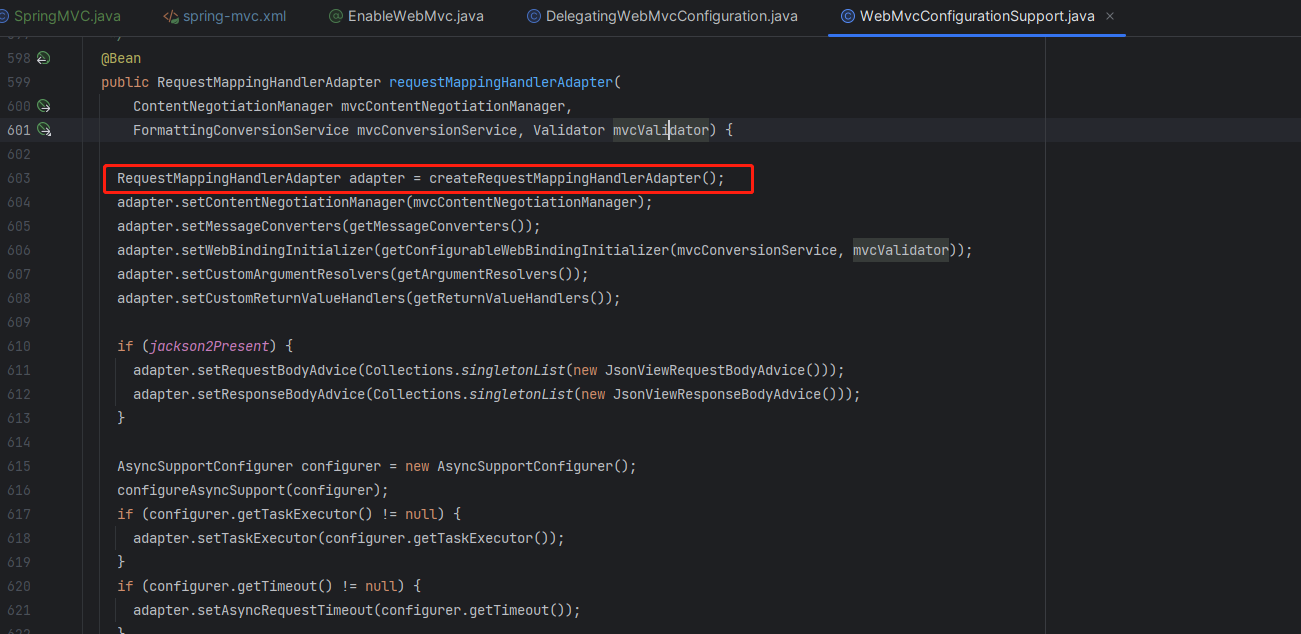 SpringMVC.java spring-mvc.xml EnableWebMvc.java DelegatingWebMvcConfiguration.java WebMvcConfigurationSupport.java
598 @Bean
599 public RequestMappingHandlerAdapter requestMappingHandlerAdapter(
600 ContentNegotiationManager mvcContentNegotiationManager,
601 FormattingConversionService mvcConversionService, Validator mvcValidator) {
602
603 RequestMappingHandlerAdapter adapter = createRequestMappingHandlerAdapter();
604 adapter.setContentNegotiationManager(mvcContentNegotiationManager);
605 adapter.setMessageConverters(getMessageConverters());
606 adapter.setWebBindingInitializer(getConfigurableWebBindingInitializer(mvcConversionService, mvcValidator));
607 adapter.setCustomArgumentResolvers(getArgumentResolvers());
608 adapter.setCustomReturnValueHandlers(getReturnValueHandlers());
609
610 if (jackson2Present) {
611 adapter.setRequestBodyAdvice(Collections.singletonList(new JsonViewRequestBodyAdvice()));
612 adapter.setResponseBodyAdvice(Collections.singletonList(new JsonViewResponseBodyAdvice()));
613 }
614
615 AsyncSupportConfigurer configurer = new AsyncSupportConfigurer();
616 configureAsyncSupport(configurer);
617 if (configurer.getTaskExecutor() != null) {
618 adapter.setTaskExecutor(configurer.getTaskExecutor());
619 }
620 if (configurer.getTimeout() != null) {
621 adapter.setAsyncRequestTimeout(configurer.getTimeout());